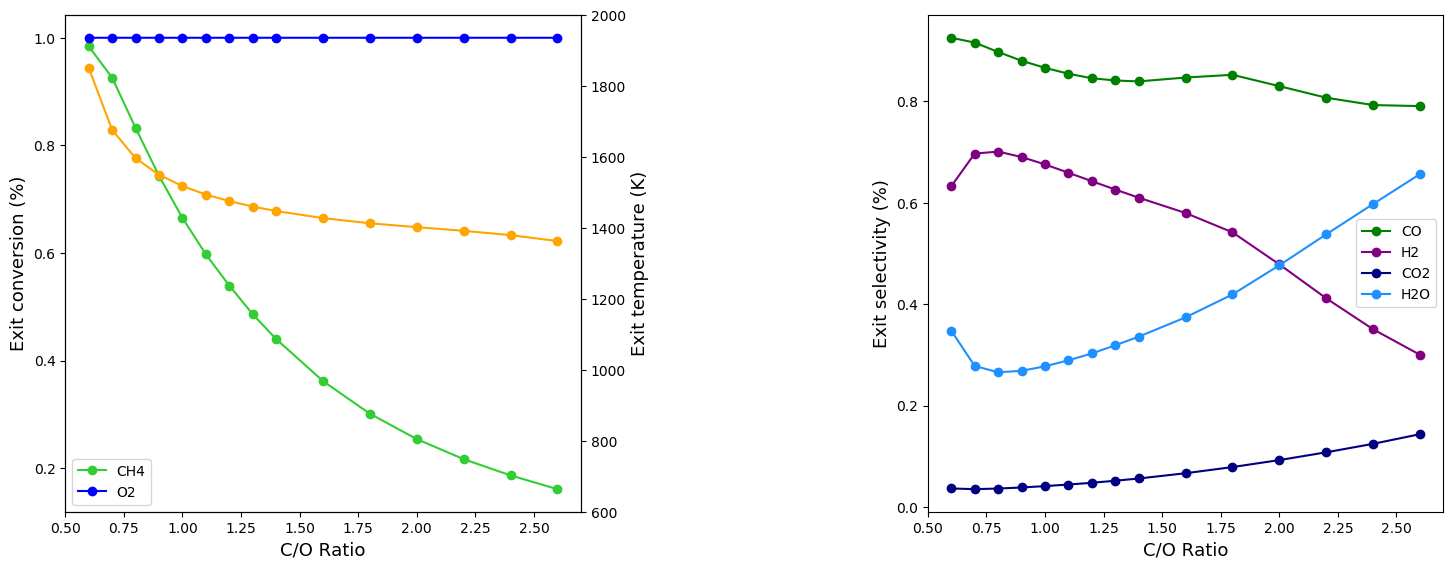 Exit conversion (%)
1.0
0.8
0.6
0.4
0.2
CH4
O2
0.50 0.75 1.00 1.25 1.50 1.75 2.00 2.25 2.50
C/O Ratio
2000
1800
1600
1400
1200
1000
800
600
Exit temperature (K)
Exit selectivity (%)
0.8
0.6
0.4
0.2
0.0
CO
H2
CO2
H2O
0.50 0.75 1.00 1.25 1.50 1.75 2.00 2.25 2.50
C/O Ratio